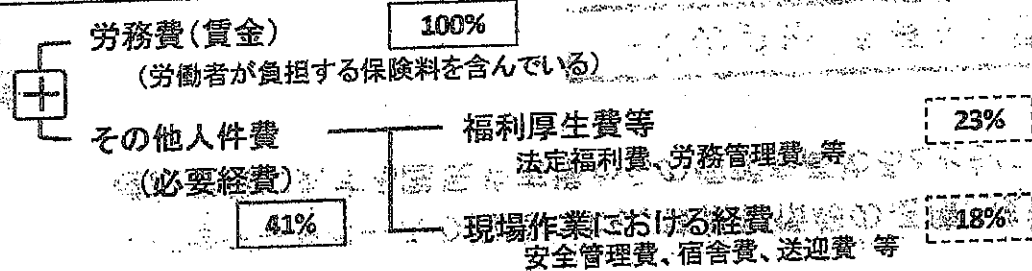 労務費(賃金) 100%
(労働者が負担する保険料を含んでいる)
+
その他人件費 福利厚生費等 23%
法定福利費、労務管理費 等
(必要経費)
41% 現場作業における経費 18%
安全管理費、宿舎費、送迎費 等